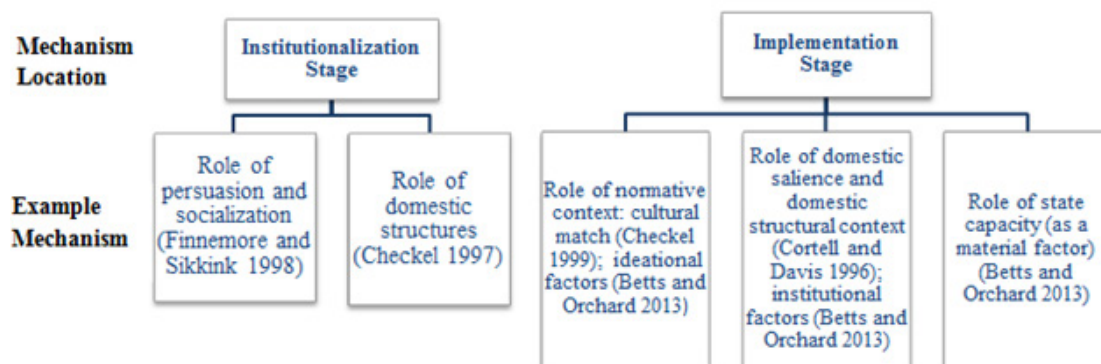 Mechanism
Location
Institutionalization
Stage
Implementation
Stage
Example
Mechanism
Role of
persuasion and
socialization
(Finnemore and
Sikkink 1998)
Role of
domestic
structures
(Checkel 1997)
Role of normative
context: cultural
match (Checkel
1999); ideational
factors (Betts and
Orchard 2013)
Role of domestic
salience and
domestic
structural context
(Cortell and
Davis 1996);
institutional
factors (Betts and
Orchard 2013)
Role of state
capacity (as a
material factor)
(Betts and
Orchard 2013)